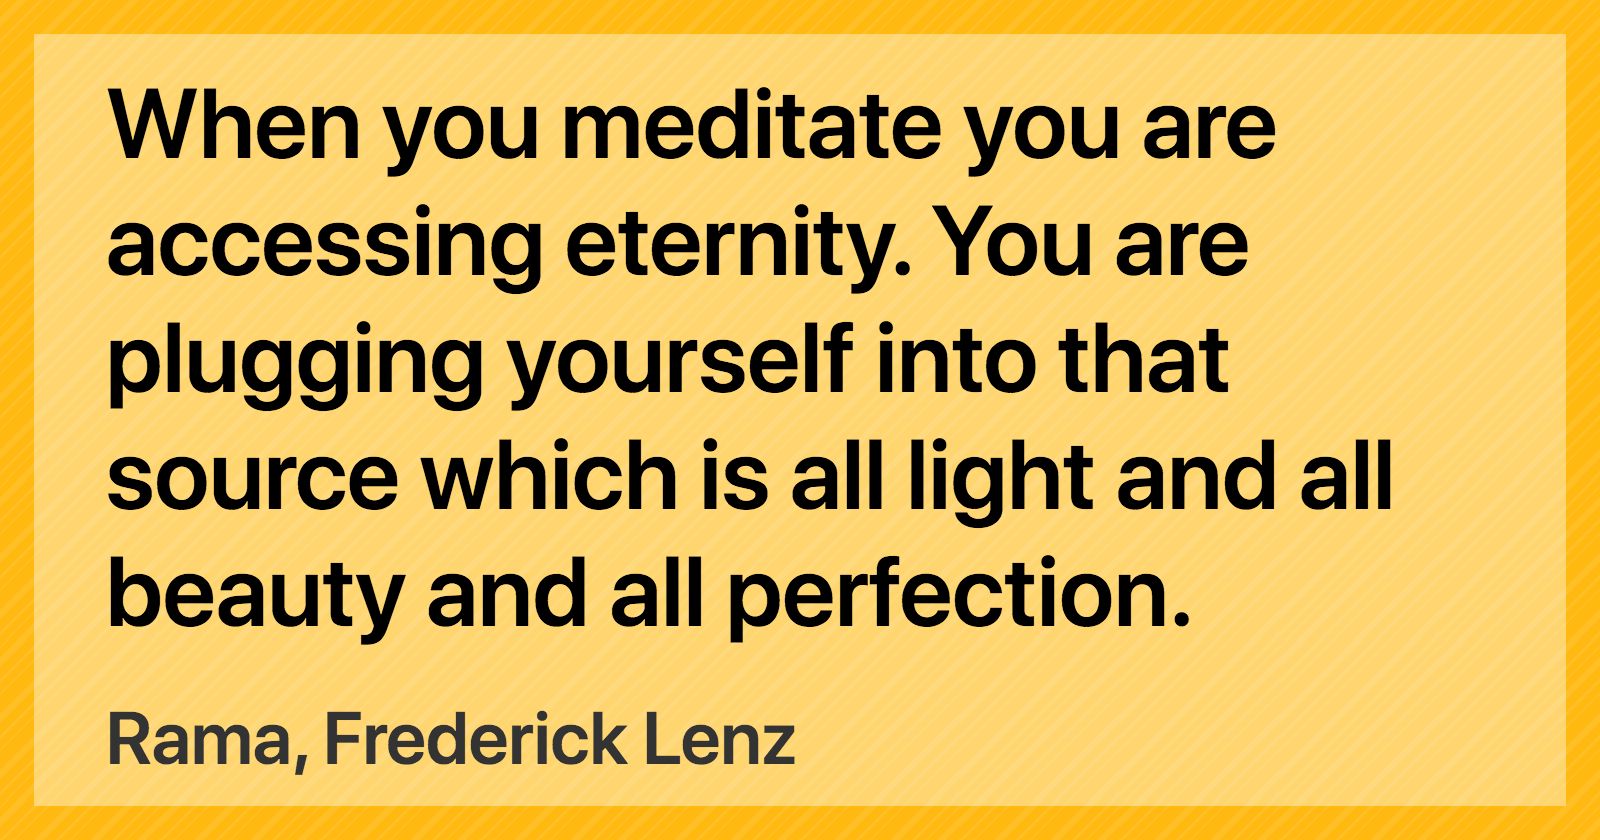 When you meditate you are
accessing eternity. You are
plugging yourself into that
source which is all light and all
beauty and all perfection.
Rama, Frederick Lenz